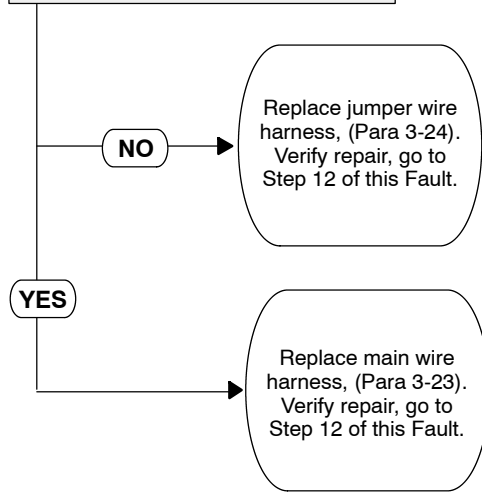 NO
Replace jumper wire
harness, (Para 3-24).
Verify repair, go to
Step 12 of this Fault.
YES
Replace main wire
harness, (Para 3-23).
Verify repair, go to
Step 12 of this Fault.